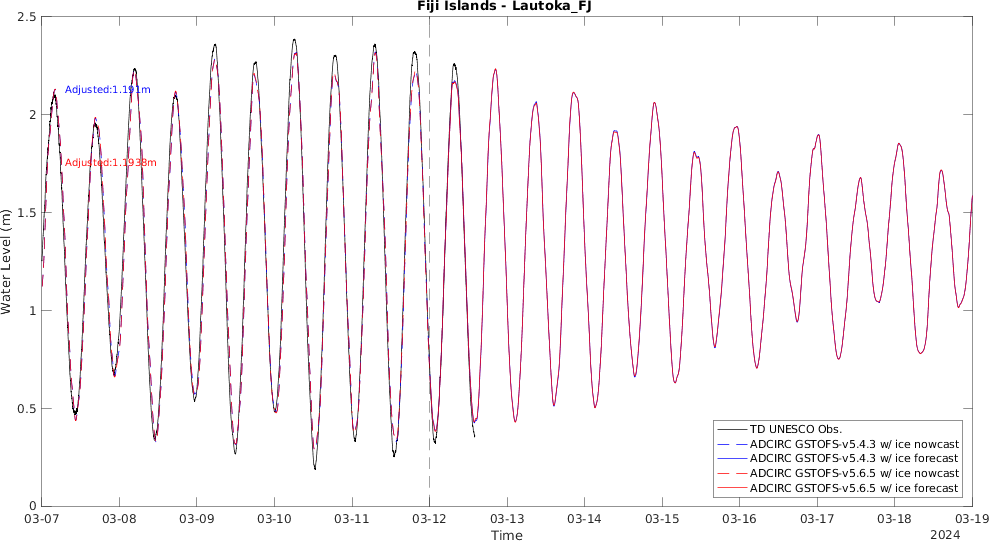 Fiji Islands - Lautoka_FJ
2.5
2
1.5
1
0.5
0
Water Level (m)
Adjusted:1.191m
Adjusted:1.1938m
TD UNESCO Obs.
ADCIRC GSTOFS-v5.4.3 w/ ice nowcast
ADCIRC GSTOFS-v5.4.3 w/ ice forecast
ADCIRC GSTOFS-v5.6.5 w/ ice nowcast
ADCIRC GSTOFS-v5.6.5 w/ ice forecast
03-07 03-08 03-09 03-10 03-11 03-12 03-13 03-14 03-15 03-16 03-17 03-18 03-19
Time
2024